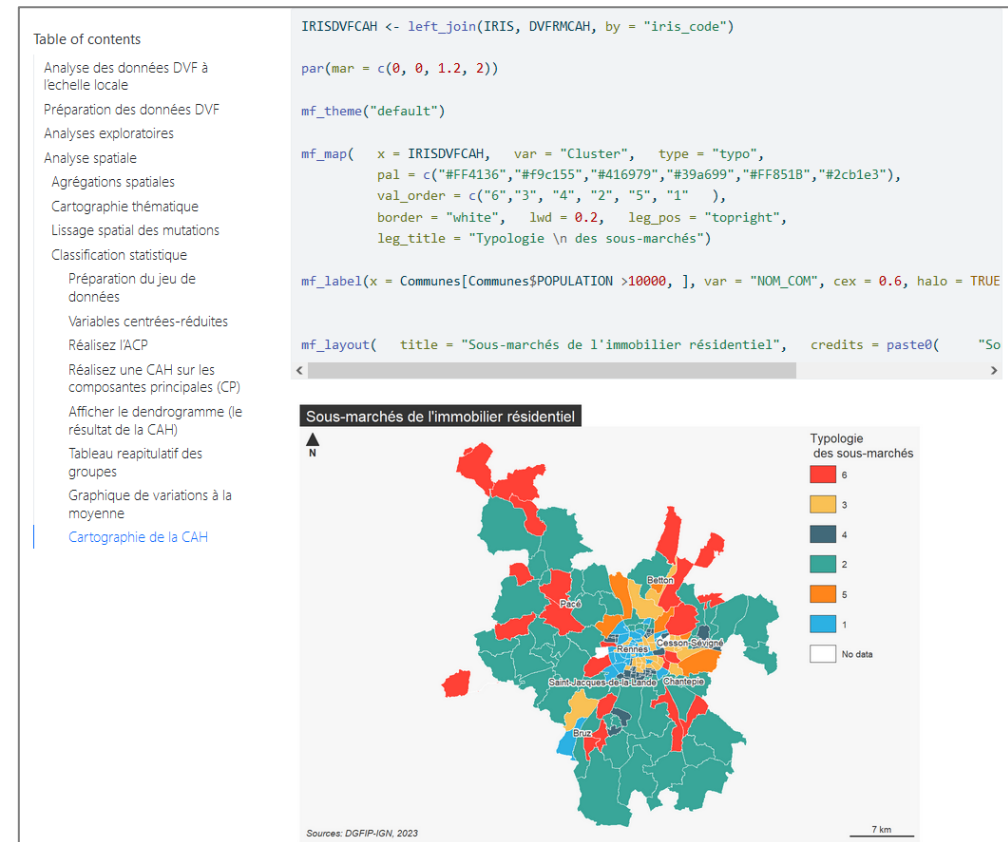 Table of contents
Analyse des données DVF à
l'echelle locale
Préparation des données DVF
Analyses exploratoires
Analyse spatiale
Agrégations spatiales
Cartographie thématique
Lissage spatial des mutations
Classification statistique
Préparation du jeu de
données
Variables centrées-réduites
Réalisez l'ACP
Réalisez une CAH sur les
composantes principales (CP)
Afficher le dendrogramme (le
résultat de la CAH)
Tableau reapitulatif des
groupes
Graphique de variations à la
moyenne
Cartographie de la CAH
IRISDVFCAH <- left_join(IRIS, DVFRMCAH, by = "iris_code")
par(mar = c(0, 0, 1.2, 2))
mf_theme("default")
mf_map(   x = IRISDVFCAH,   var = "Cluster",   type = "typo",
pal = c("#FF4136","#f9c155","#416979","#39a699","#FF851B","#2cb1e3"),
val_order = c("6","3", "4", "2", "5", "1"   ),
border = "white",   lwd = 0.2,   leg_pos = "topright",
leg_title = "Typologie \n des sous-marchés")
mf_label(x = Communes[Communes$POPULATION >10000, ], var = "NOM_COM", cex = 0.6, halo = TRUE
mf_layout(   title = "Sous-marchés de l'immobilier résidentiel",   credits = paste0(     "So
Sous-marchés de l'immobilier résidentiel
N
Typologie
des sous-marchés
6
3
4
2
5
1
No data
Betton
Pacé
Cesson-Sévigné
Rennes
Saint-Jacques-de-la-Lande
Chantepie
Bruz
Sources: DGFIP-IGN, 2023
7 km